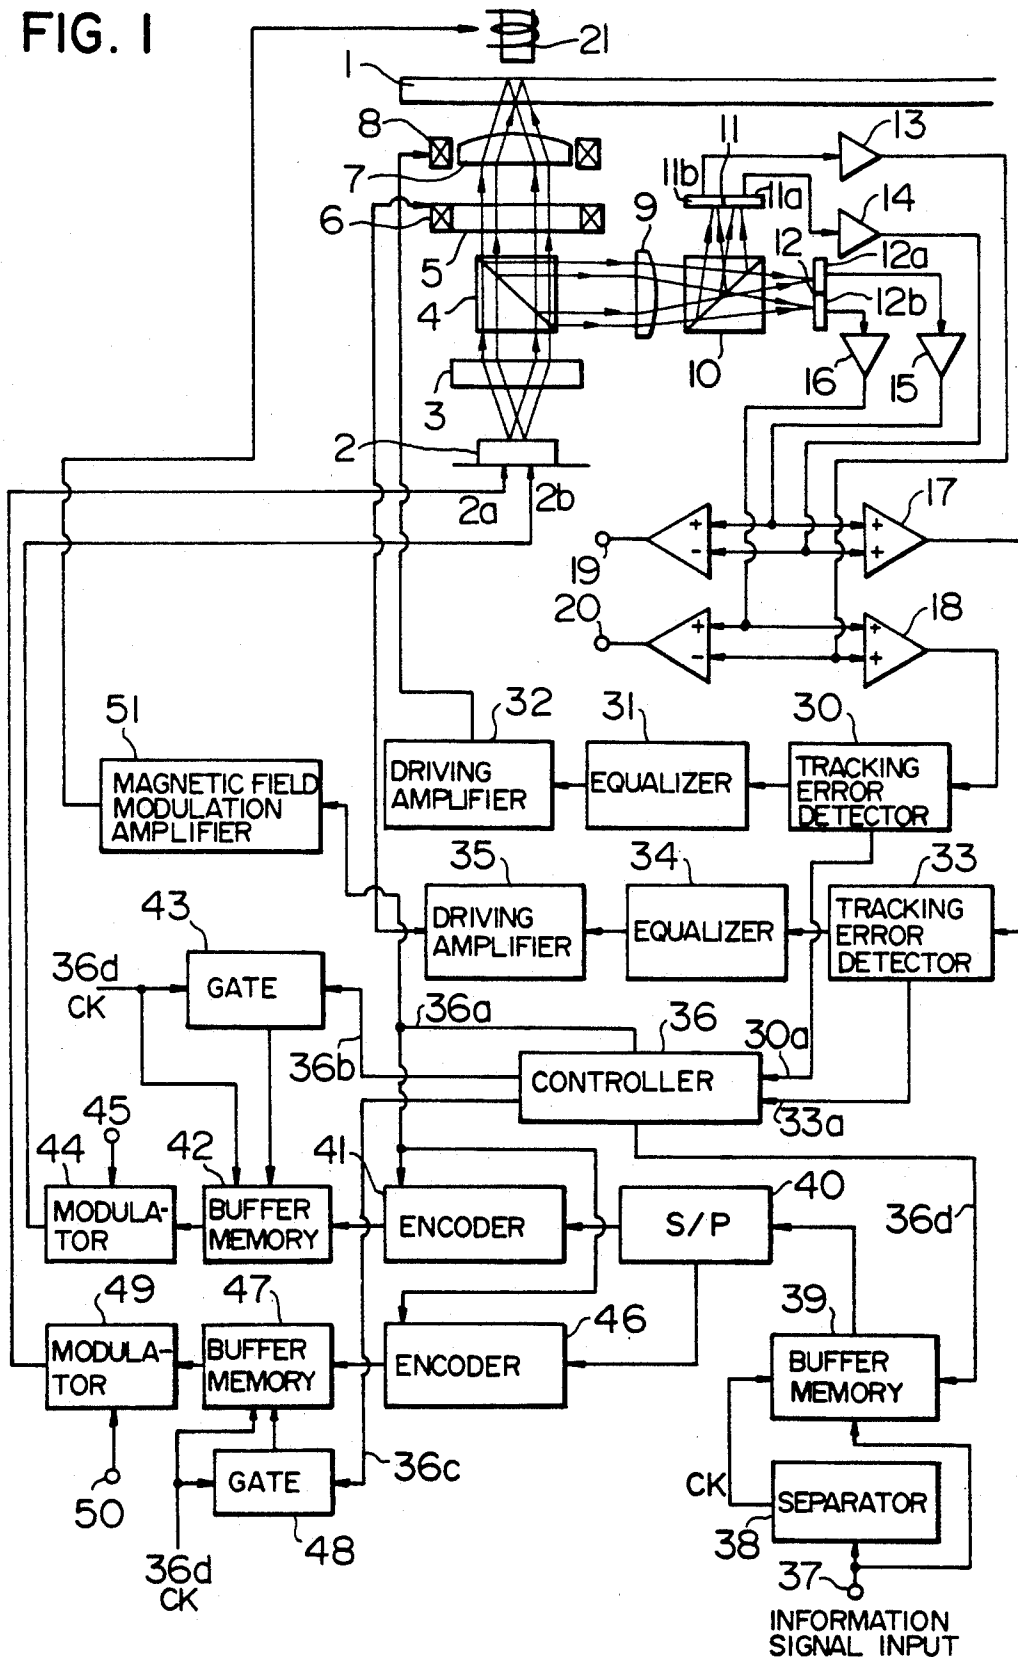 FIG. 1
21
1
8
7
6
5
4
3
2
2a
2b
9
10
11
11b
11a
12
12a
12b
13
14
16
15
17
19
20
18
+
-
+
+
+
-
+
+
51
MAGNETIC FIELD
MODULATION
AMPLIFIER
32
DRIVING
AMPLIFIER
31
EQUALIZER
30
TRACKING
ERROR
DETECTOR
35
DRIVING
AMPLIFIER
34
EQUALIZER
33
TRACKING
ERROR
DETECTOR
43
36d
CK
GATE
36b
36a
36
CONTROLLER
30a
33a
45
44
MODULA-
TOR
42
BUFFER
MEMORY
41
ENCODER
40
S/P
36d
49
MODULA-
TOR
47
BUFFER
MEMORY
46
ENCODER
39
BUFFER
MEMORY
50
GATE
36c
48
36d
CK
CK
SEPARATOR
38
37
INFORMATION
SIGNAL INPUT